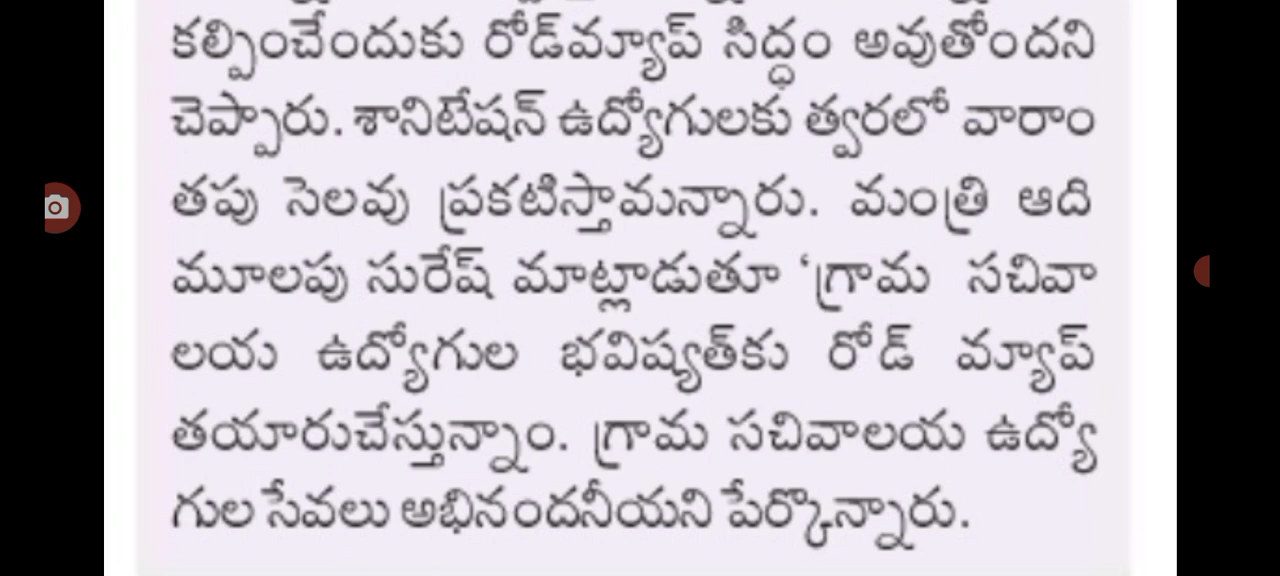 కల్పించేందుకు రోడ్‌మ్యాప్ సిద్ధం అవుతోందని
చెప్పారు. శానిటేషన్ ఉద్యోగులకు త్వరలో వారాం
తపు సెలవు ప్రకటిస్తామన్నారు. మంత్రి ఆది
మూలపు సురేష్ మాట్లాడుతూ ‘గ్రామ సచివా
లయ ఉద్యోగుల భవిష్యత్‌కు రోడ్ మ్యాప్
తయారుచేస్తున్నాం. గ్రామ సచివాలయ ఉద్యో
గుల సేవలు అభినందనీయని పేర్కొన్నారు.